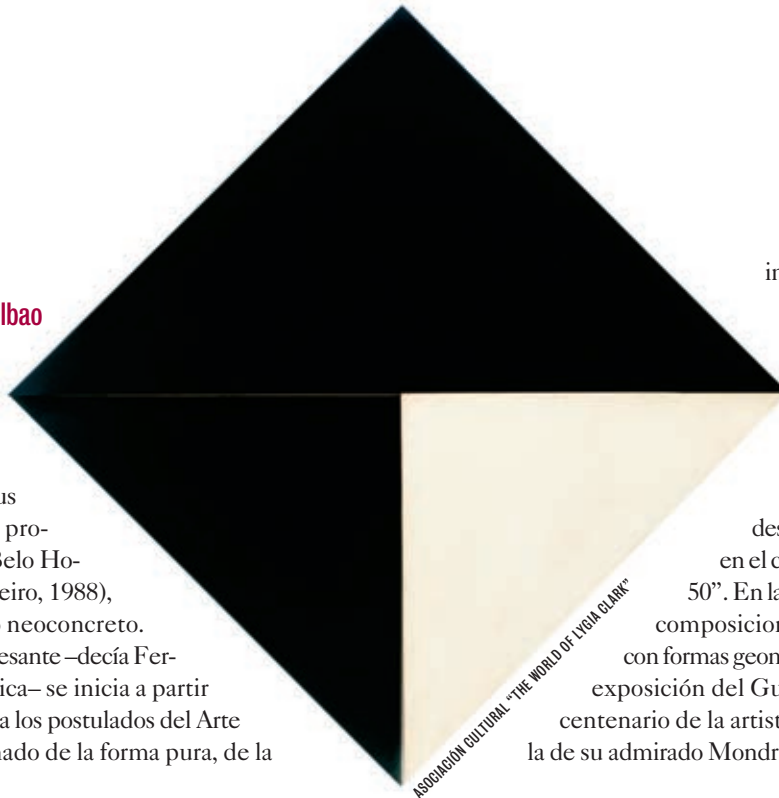 lbao
us
pro-
Belo Ho-
eiro, 1988),
neoconcreto.
esante –decía Fer-
ica– se inicia a partir
a los postulados del Arte
nado de la forma pura, de la
ASOCIACIÓN CULTURAL “THE WORLD OF LYGIA CLARK”
in
des
en el c
50”. En la
composicion
con formas geon
exposición del Gu
centenario de la artist
la de su admirado Mondr